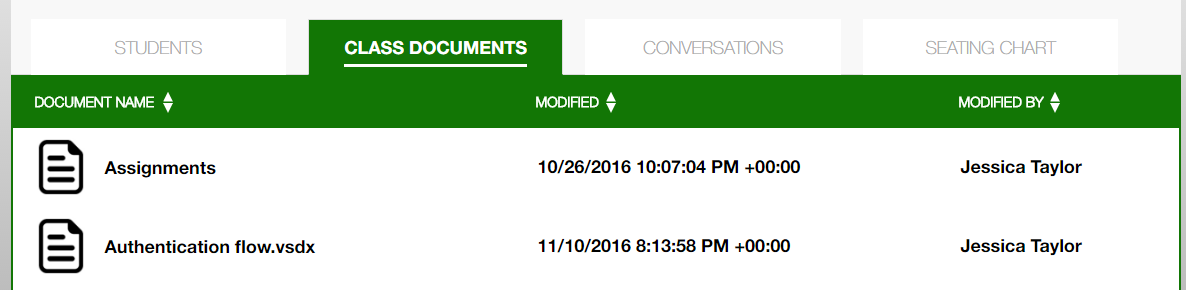 STUDENTS CLASS DOCUMENTS CONVERSATIONS SEATING CHART
DOCUMENT NAME MODIFIED MODIFIED BY
Assignments 10/26/2016 10:07:04 PM +00:00 Jessica Taylor
Authentication flow.vsdx 11/10/2016 8:13:58 PM +00:00 Jessica Taylor